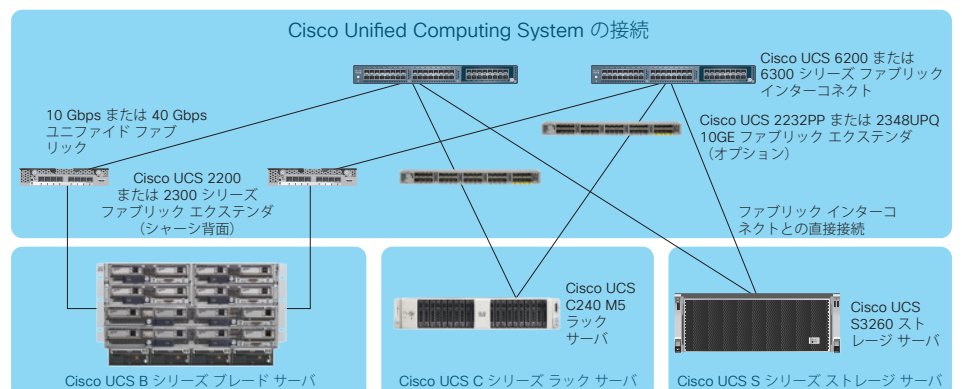 Cisco Unified Computing System の接続
Cisco UCS 6200 または
6300 シリーズ ファブリック
インターコネクト
10 Gbps または 40 Gbps
ユニファイド ファブ
リック
Cisco UCS 2232PP または 2348UPQ
10GE ファブリック エクステンダ
（オプション）
Cisco UCS 2200
または 2300 シリーズ
ファブリック エクステンダ
（シャーシ背面）
ファブリック インターコ
ネクトとの直接接続
Cisco UCS
C240 M5
ラック
サーバ
Cisco UCS
S3260 スト
レージ サーバ
Cisco UCS B シリーズ ブレード サーバ
Cisco UCS C シリーズ ラック サーバ
Cisco UCS S シリーズ ストレージ サーバ